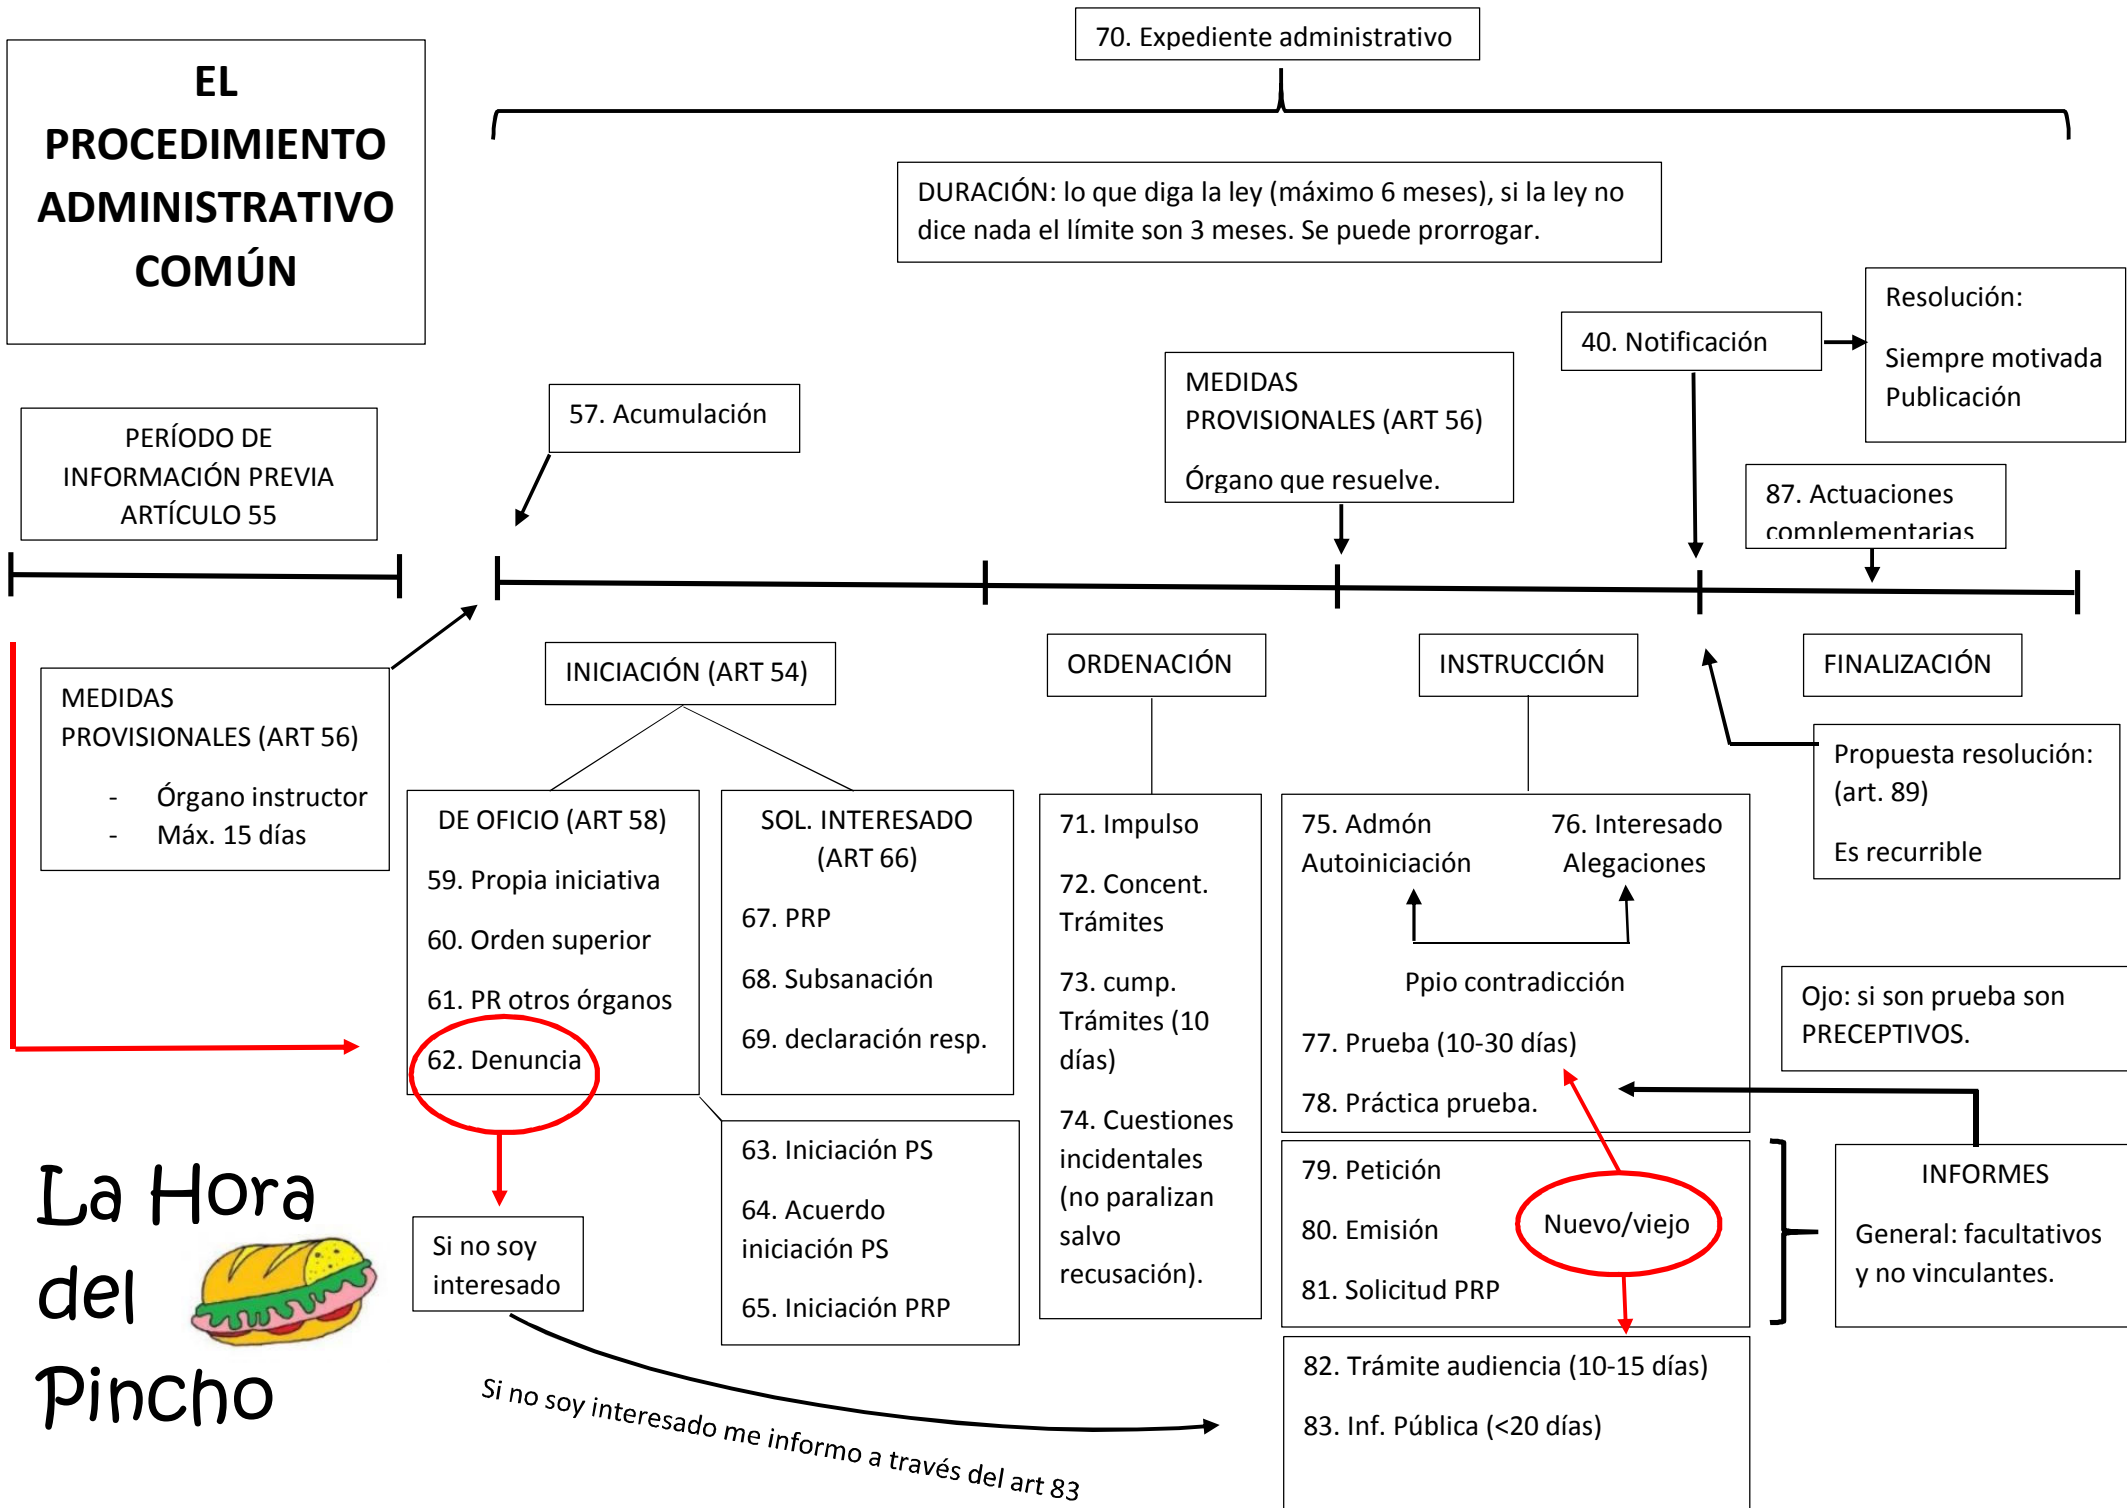 EL
PROCEDIMIENTO
ADMINISTRATIVO
COMÚN
70. Expediente administrativo
DURACIÓN: lo que diga la ley (máximo 6 meses), si la ley no
dice nada el límite son 3 meses. Se puede prorrogar.
Resolución:
Siempre motivada
Publicación
40. Notificación
MEDIDAS
PROVISIONALES (ART 56)
Órgano que resuelve.
57. Acumulación
PERÍODO DE
INFORMACIÓN PREVIA
ARTÍCULO 55
87. Actuaciones
complementarias
MEDIDAS
PROVISIONALES (ART 56)
- Órgano instructor
- Máx. 15 días
INICIACIÓN (ART 54)
ORDENACIÓN
INSTRUCCIÓN
FINALIZACIÓN
Propuesta resolución:
(art. 89)
Es recurrible
DE OFICIO (ART 58)
59. Propia iniciativa
60. Orden superior
61. PR otros órganos
62. Denuncia
SOL. INTERESADO
(ART 66)
67. PRP
68. Subsanación
69. declaración resp.
71. Impulso
72. Concent.
Trámites
73. cump.
Trámites (10
días)
74. Cuestiones
incidentales
(no paralizan
salvo
recusación).
75. Admón
Autoiniciación
76. Interesado
Alegaciones
Ppio contradicción
77. Prueba (10-30 días)
78. Práctica prueba.
Ojo: si son prueba son
PRECEPTIVOS.
63. Iniciación PS
64. Acuerdo
iniciación PS
65. Iniciación PRP
79. Petición
80. Emisión
81. Solicitud PRP
Nuevo/viejo
INFORMES
General: facultativos
y no vinculantes.
Si no soy
interesado
82. Trámite audiencia (10-15 días)
83. Inf. Pública (<20 días)
Si no soy interesado me informo a través del art 83
La Hora
del
Pincho